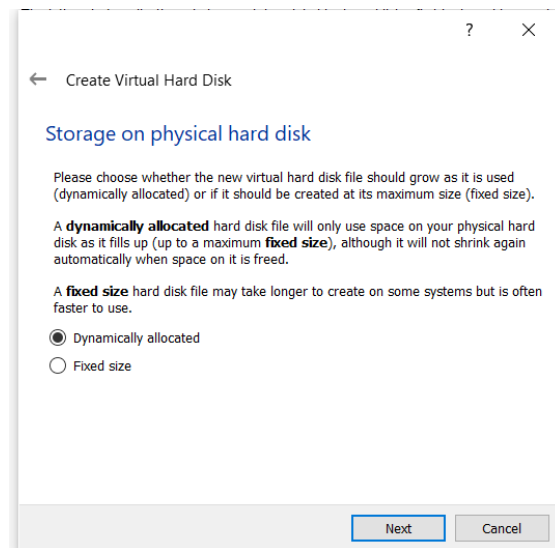 ?
Create Virtual Hard Disk
Storage on physical hard disk
Please choose whether the new virtual hard disk file should grow as it is used
(dynamically allocated) or if it should be created at its maximum size (fixed size).
A dynamically allocated hard disk file will only use space on your physical hard
disk as it fills up (up to a maximum fixed size), although it will not shrink again
automatically when space on it is freed.
A fixed size hard disk file may take longer to create on some systems but is often
faster to use.
Dynamically allocated
Fixed size
Next Cancel